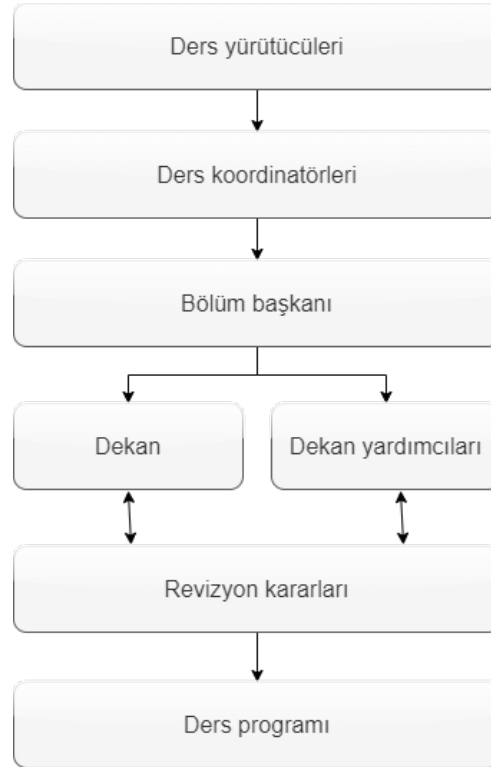 Ders yürütücüleri
Ders koordinatörleri
Bölüm başkanı
Dekan
Dekan yardımcıları
Revizyon kararları
Ders programı